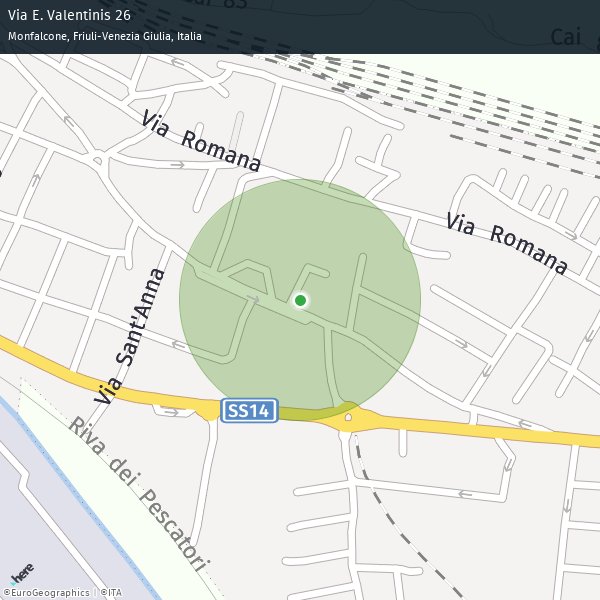 Via E. Valentinis 26
Monfalcone, Friuli-Venezia Giulia, Italia
Cai
Via Romana
Via Romana
Via Sant'Anna
SS14
Riva dei Pescatori
here
©EuroGeographics | ©ITA